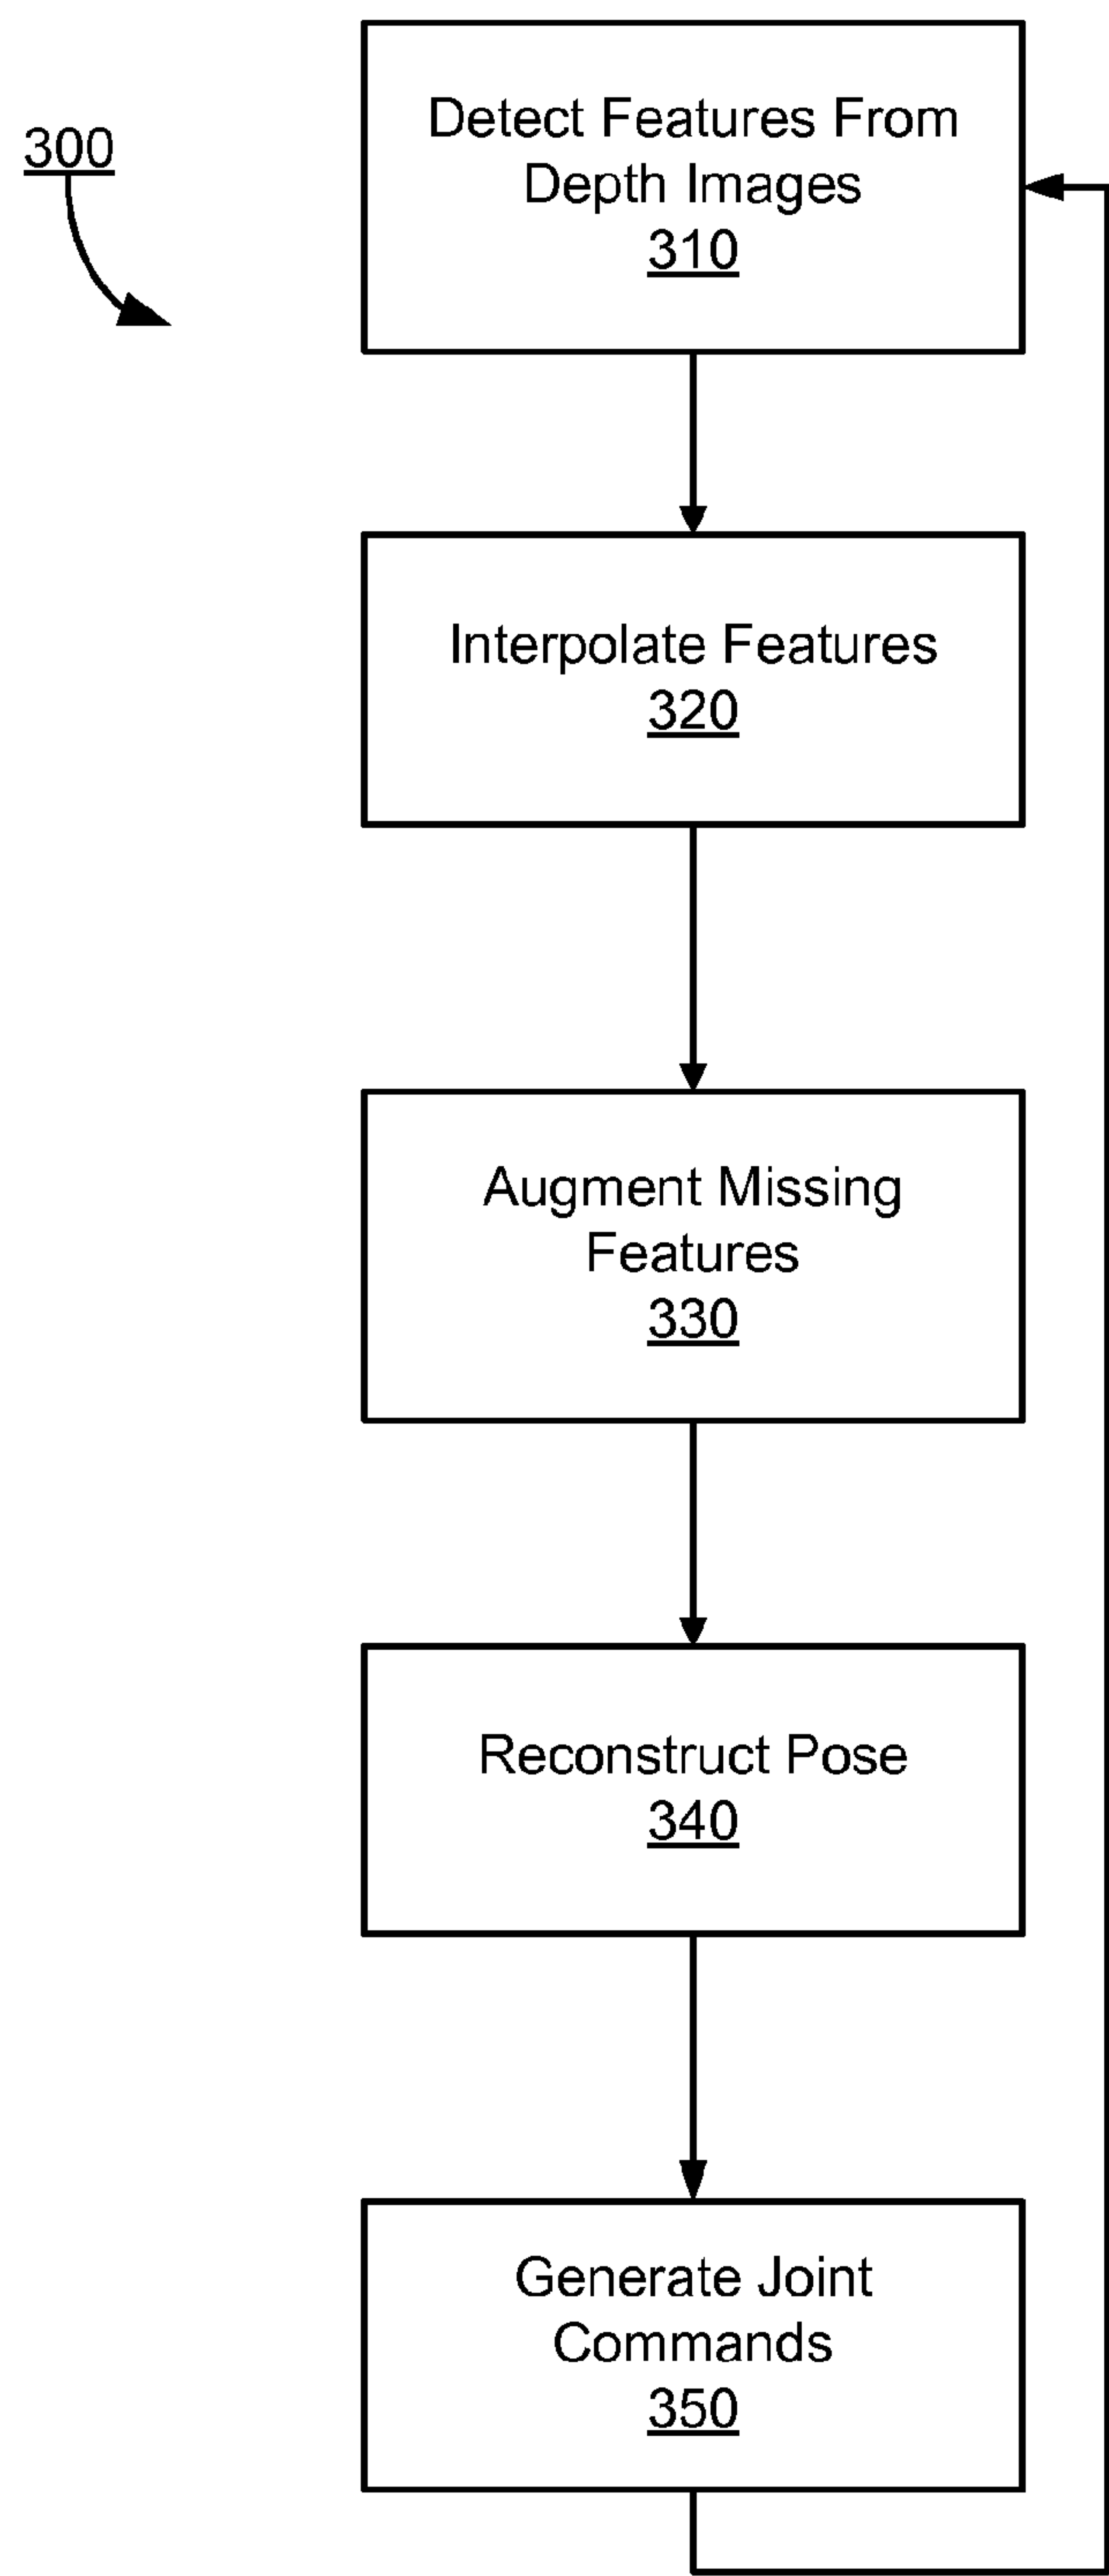 300
Detect Features From
Depth Images
310
Interpolate Features
320
Augment Missing
Features
330
Reconstruct Pose
340
Generate Joint
Commands
350